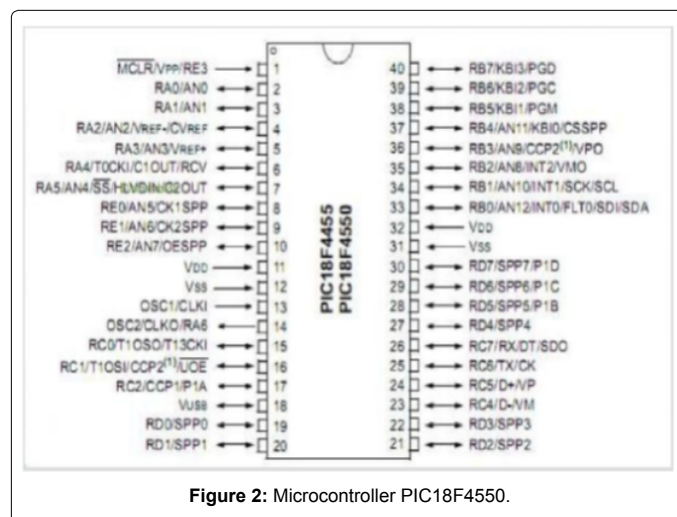 MCLR/VPP/RE3 1 40 RB7/KBI3/PGD
RA0/AN0 2 39 RB6/KBI2/PGC
RA1/AN1 3 38 RB5/KBI1/PGM
RA2/AN2/VREF-/CVREF 4 37 RB4/AN11/KBI0/CSSPP
RA3/AN3/VREF+ 5 36 RB3/AN9/CCP2(1)/VPO
RA4/T0CKI/C1OUT/RCV 6 35 RB2/AN8/INT2/VMO
RA5/AN4/SS/HLVDIN/C2OUT 7 34 RB1/AN10/INT1/SCK/SCL
RE0/AN5/CK1SPP 8 33 RB0/AN12/INT0/FLT0/SDI/SDA
RE1/AN6/CK2SPP 9 32 VDD
RE2/AN7/OESPP 10 31 VSS
VDD 11 30 RD7/SPP7/P1D
VSS 12 29 RD6/SPP6/P1C
OSC1/CLKI 13 28 RD5/SPP5/P1B
OSC2/CLKO/RA6 14 27 RD4/SPP4
RC0/T1OSO/T13CKI 15 26 RC7/RX/DT/SDO
RC1/T1OSI/CCP2(1)/UOE 16 25 RC6/TX/CK
RC2/CCP1/P1A 17 24 RC5/D+/VP
VUSB 18 23 RC4/D-/VM
RD0/SPP0 19 22 RD3/SPP3
RD1/SPP1 20 21 RD2/SPP2
PIC18F4455
PIC18F4550
Figure 2: Microcontroller PIC18F4550.